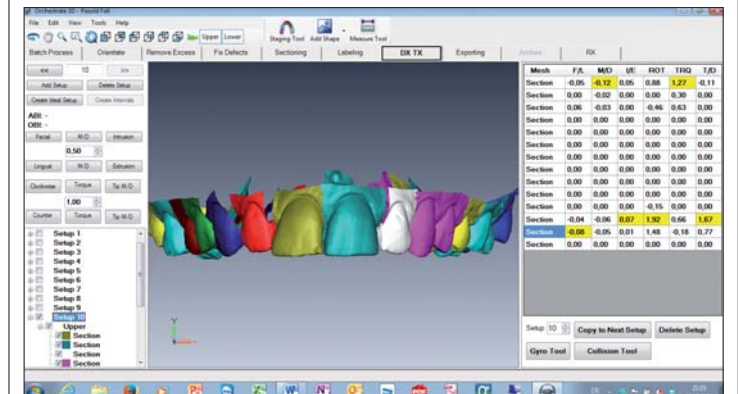 Orchestrate 3D - Pascid Fait
File Edit View Tools Help
Upper Lower
Staging Tool Add Shape Measure Tool
Batch Process Orientate Remove Excess Fix Defects Sectioning Labeling DX TX Exporting Archive RX
<< 10 >>
Add Setup Delete Setup
Create Ideal Setup Create Intervals
ABI: -
OBI: -
Facial M/D Intrusion
0,50
Lingual M/D Extrusion
Clockwise Torque Tip M/D
1,00
Counter Torque Tip M/D
Setup 1
Setup 2
Setup 3
Setup 4
Setup 5
Setup 6
Setup 7
Setup 8
Setup 9
Setup 10
Upper
Section
Section
Section
Section
Y
Mesh F/L M/D I/E ROT TRQ T/D
Section -0,05 -0,12 0,05 0,88 1,27 -0,11
Section 0,00 -0,02 0,00 0,00 0,30 0,00
Section 0,06 -0,03 0,00 -0,46 0,63 0,00
Section 0,00 0,00 0,00 0,00 0,00 0,00
Section 0,00 0,00 0,00 0,00 0,00 0,00
Section 0,00 0,00 0,00 0,00 0,00 0,00
Section 0,00 0,00 0,00 0,00 0,00 0,00
Section 0,00 0,00 0,00 0,00 0,00 0,00
Section 0,00 0,00 0,00 0,00 0,00 0,00
Section 0,00 0,00 0,00 0,00 0,00 0,00
Section 0,00 0,00 0,00 -0,15 0,00 0,00
Section -0,04 -0,06 0,07 1,92 0,66 1,67
Section -0,08 -0,05 0,01 1,48 -0,18 0,77
Section 0,00 0,00 0,00 0,00 0,00 0,00
Setup 10 Copy to Next Setup Delete Setup
Gyro Tool Collision Tool
21:05